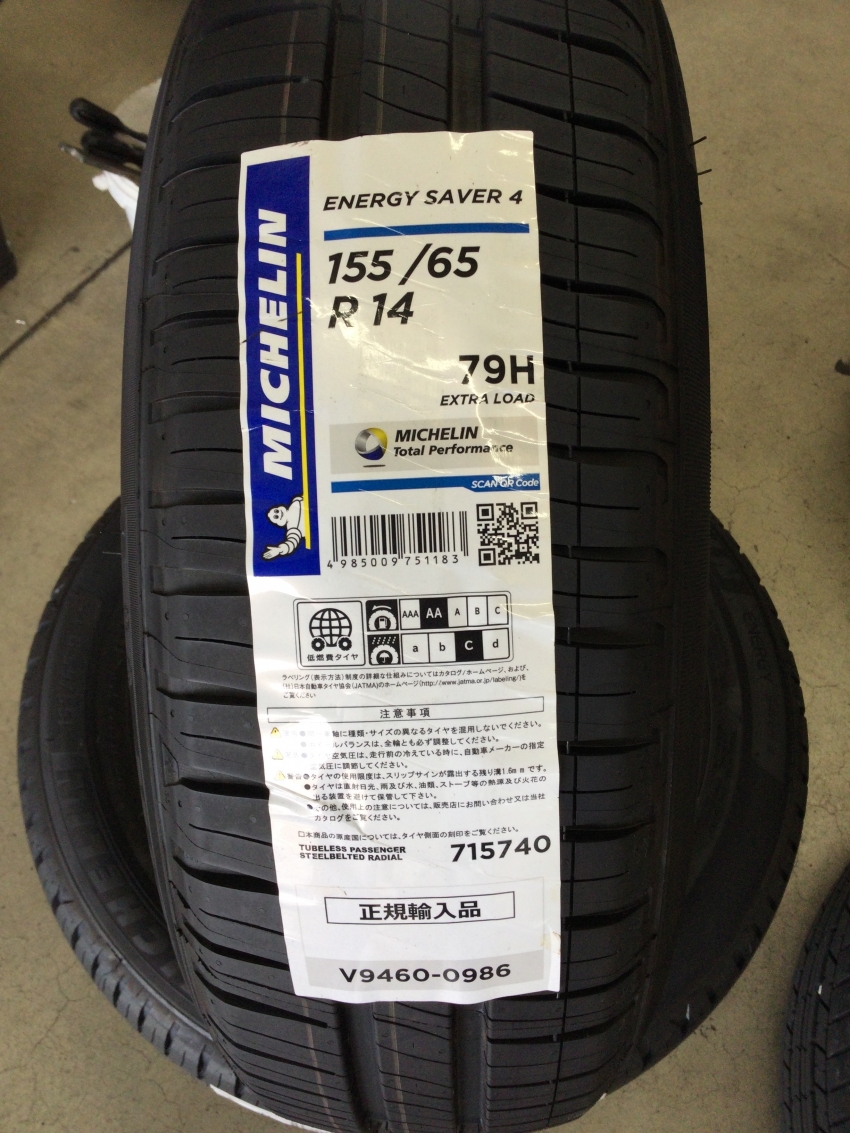 MICHELIN
ENERGY SAVER 4
155/65
R 14
79H
EXTRA LOAD
MICHELIN
Total Performance
SCAN QR Code
4 985009 751183
低燃費タイヤ
AAA AA A B C
a b c d
ラベリング(表示方法)制度の詳細な仕組みについてはカタログ/ホームページ、および、
(社)日本自動車タイヤ協会(JATMA)のホームページ(http://www.jatma.or.jp/labeling/)を
ご覧ください
注意事項
軸に種類・サイズの異なるタイヤを混用しないでください。
ルバランスは、全輪とも必ず調整してください。
空気圧は、走行前の冷えている時に、自動車メーカーの指定
空気圧に調節してください。
●タイヤの使用限度は、スリップサインが露出する残り溝1.6mmです。
●タイヤは直射日光、雨及び水、油類、ストーブ等の熱源及び火花の
出る装置を避けて保管して下さい。
その他、使用上の注意については、販売店にお問い合わせ又は当社
カタログをご覧ください。
口本商品の原産国については、タイヤ側面の刻印をご覧ください。
TUBELESS PASSENGER
STEELBELTED RADIAL
715740
正規輸入品
V9460-0986